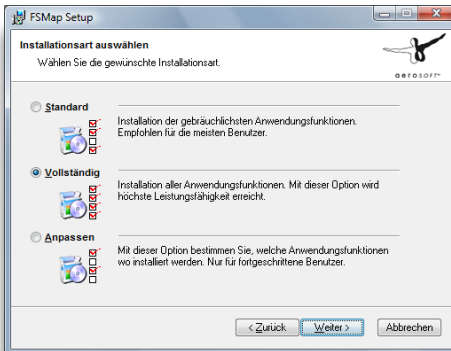 FSMap Setup
Installationsart auswählen
Wählen Sie die gewünschte Installationsart.
aerosoft™
Standard
Installation der gebräuchlichsten Anwendungsfunktionen.
Empfohlen für die meisten Benutzer.
Vollständig
Installation aller Anwendungsfunktionen. Mit dieser Option wird
höchste Leistungsfähigkeit erreicht.
Anpassen
Mit dieser Option bestimmen Sie, welche Anwendungsfunktionen
wo installiert werden. Nur für fortgeschrittene Benutzer.
< Zurück Weiter > Abbrechen